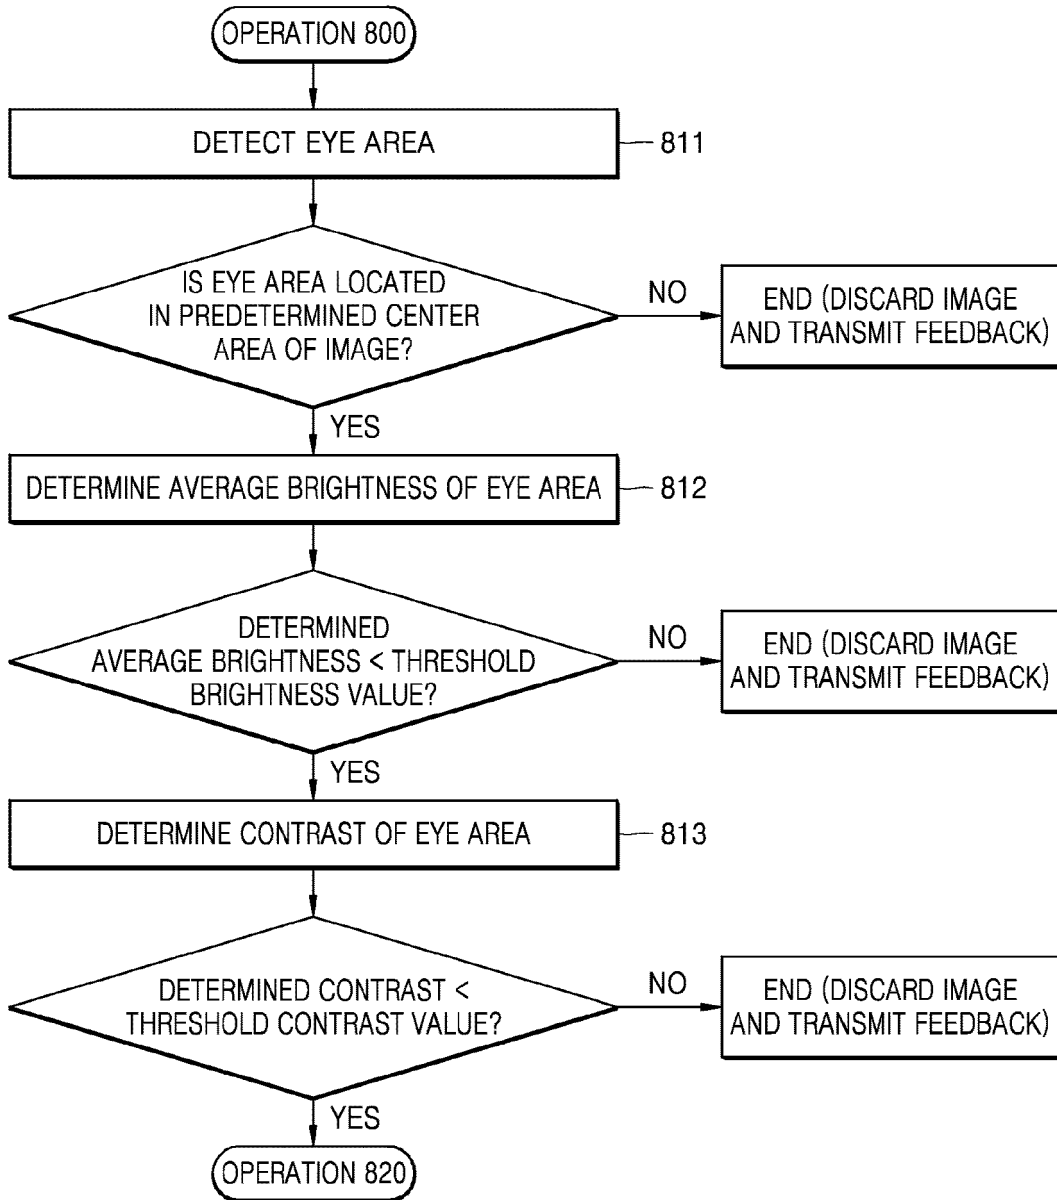 OPERATION 800
DETECT EYE AREA
811
IS EYE AREA LOCATED
IN PREDETERMINED CENTER
AREA OF IMAGE?
NO
END (DISCARD IMAGE
AND TRANSMIT FEEDBACK)
YES
DETERMINE AVERAGE BRIGHTNESS OF EYE AREA
812
DETERMINED
AVERAGE BRIGHTNESS < THRESHOLD
BRIGHTNESS VALUE?
NO
END (DISCARD IMAGE
AND TRANSMIT FEEDBACK)
YES
DETERMINE CONTRAST OF EYE AREA
813
DETERMINED CONTRAST <
THRESHOLD CONTRAST VALUE?
NO
END (DISCARD IMAGE
AND TRANSMIT FEEDBACK)
YES
OPERATION 820